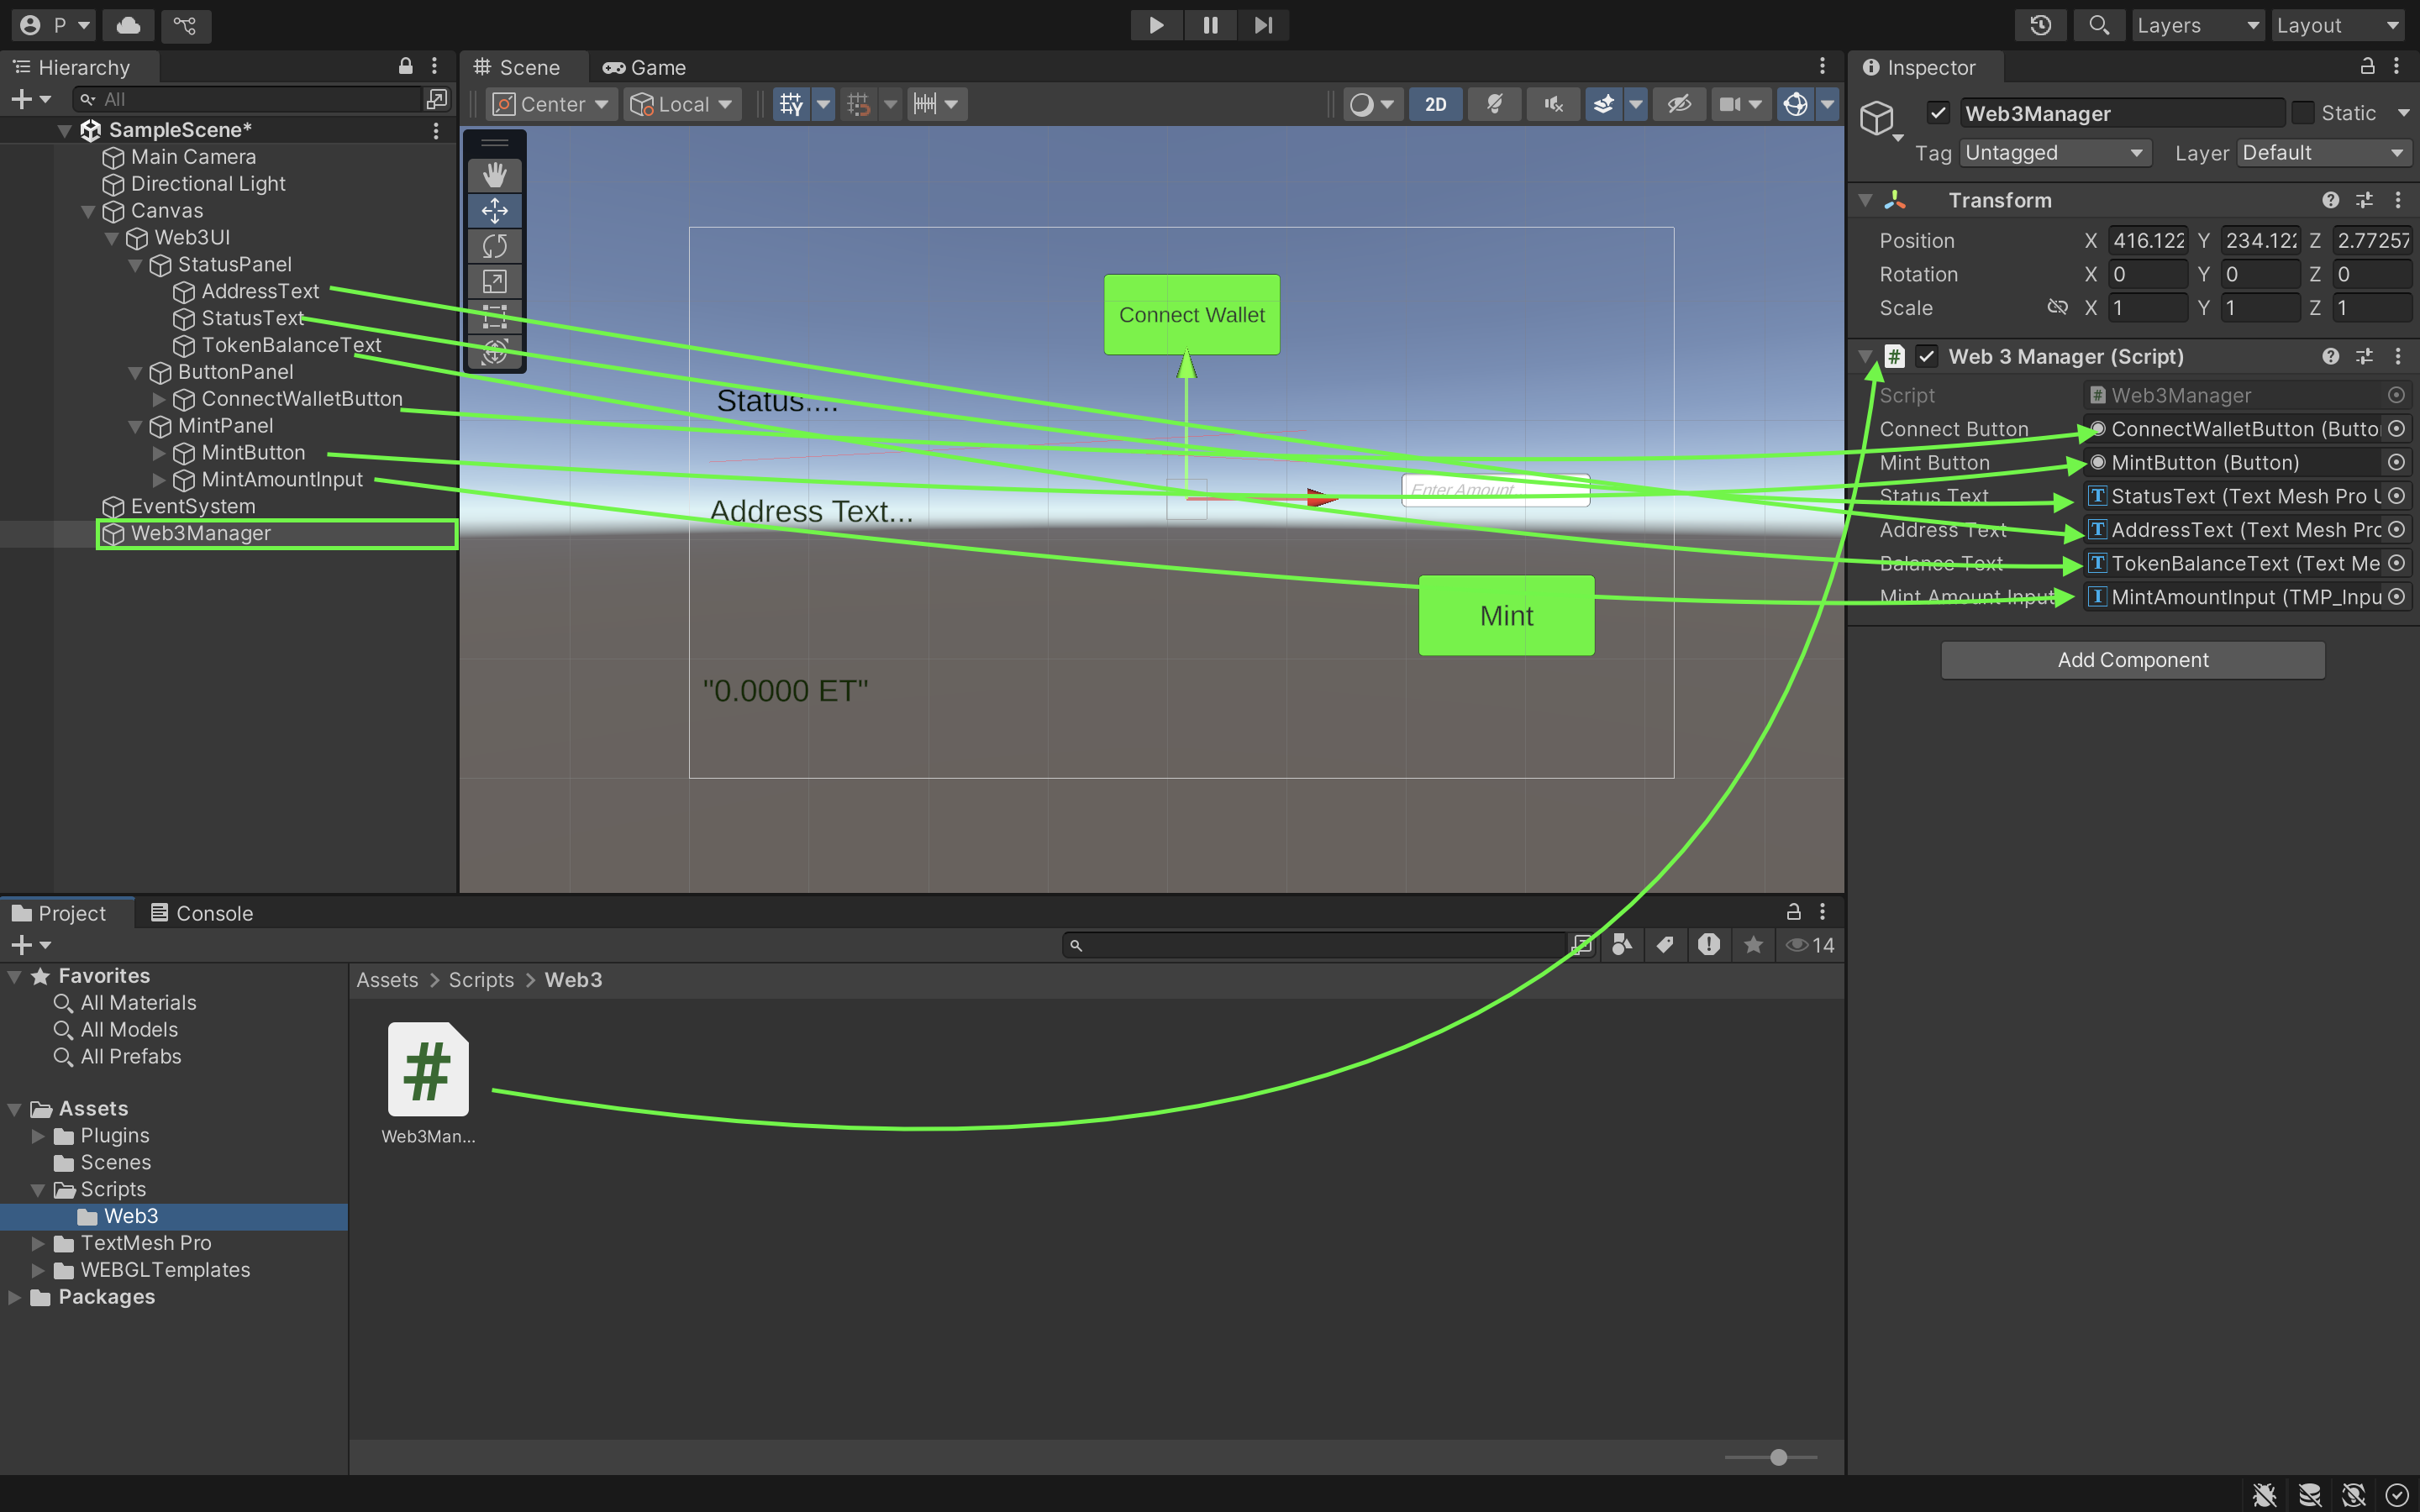 P
Layers
Layout
Hierarchy
All
SampleScene*
Main Camera
Directional Light
Canvas
Web3UI
StatusPanel
AddressText
StatusText
TokenBalanceText
ButtonPanel
ConnectWalletButton
MintPanel
MintButton
MintAmountInput
EventSystem
Web3Manager
Scene
Game
Center
Local
2D
Connect Wallet
Status....
Enter Amount
Address Text...
Mint
"0.0000 ET"
Inspector
Web3Manager
Static
Tag Untagged Layer Default
Transform
Position X 416.122 Y 234.122 Z 2.77257
Rotation X 0 Y 0 Z 0
Scale X 1 Y 1 Z 1
# Web 3 Manager (Script)
Script # Web3Manager
Connect Button ConnectWalletButton (Butto
Mint Button MintButton (Button)
Status Text StatusText (Text Mesh Pro U
Address Text AddressText (Text Mesh Pro
Balance Text TokenBalanceText (Text Me
Mint Amount Input MintAmountInput (TMP_Inpu
Add Component
Project
Console
14
Favorites
All Materials
All Models
All Prefabs
Assets
Plugins
Scenes
Scripts
Web3
TextMesh Pro
WEBGLTemplates
Packages
Assets > Scripts > Web3
#
Web3Man...